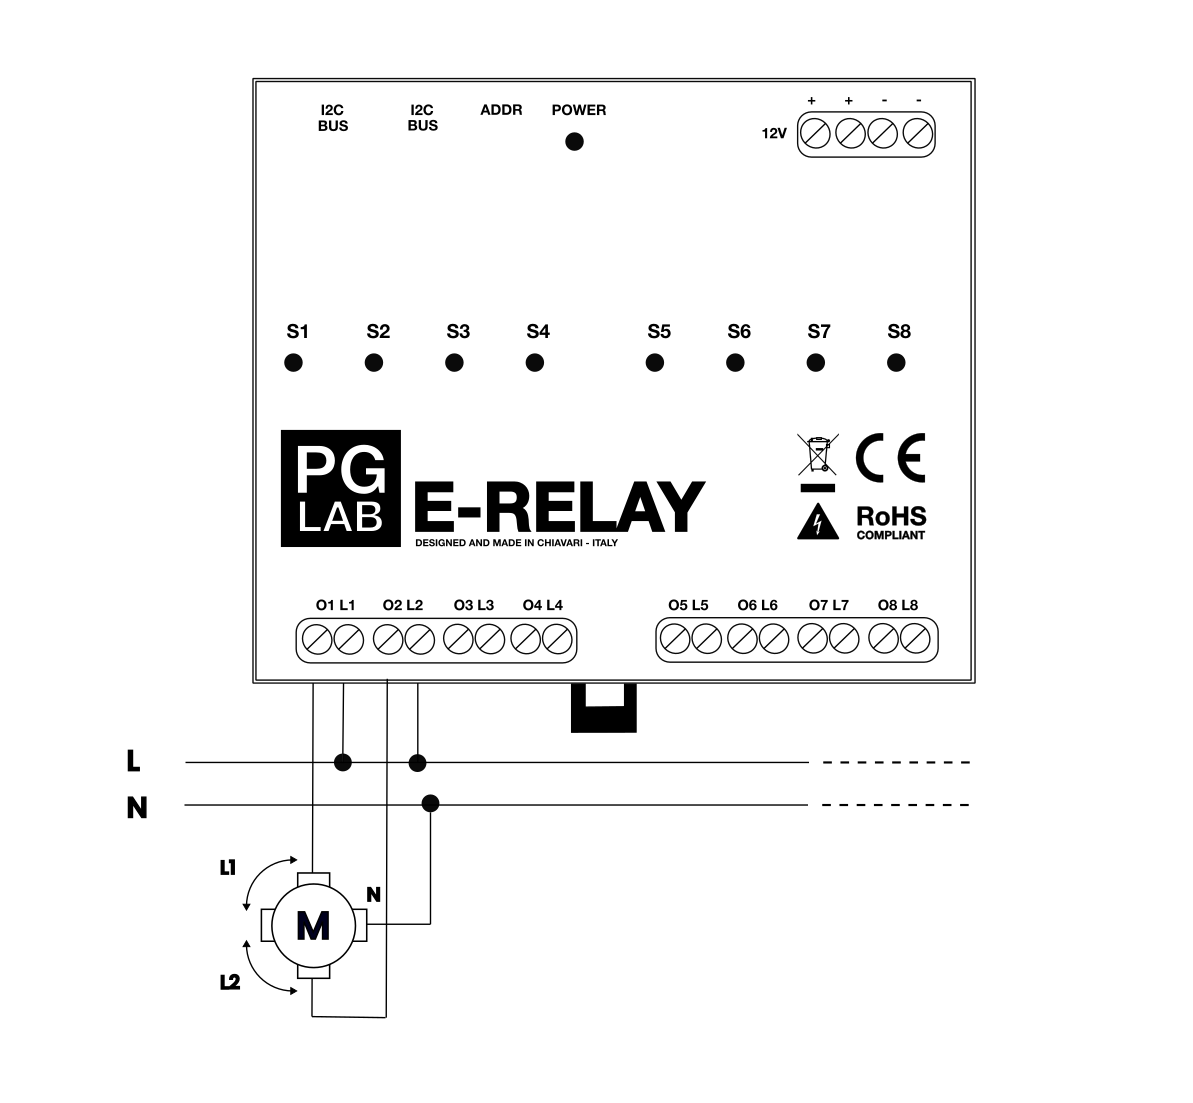 I2C BUS
I2C BUS
ADDR
POWER
+ + - -
12V
S1 S2 S3 S4 S5 S6 S7 S8
PG
LAB
E-RELAY
DESIGNED AND MADE IN CHIAVARI - ITALY
CE
RoHS
COMPLIANT
O1 L1 O2 L2 O3 L3 O4 L4 O5 L5 O6 L6 O7 L7 O8 L8
L
N
L1
N
M
L2